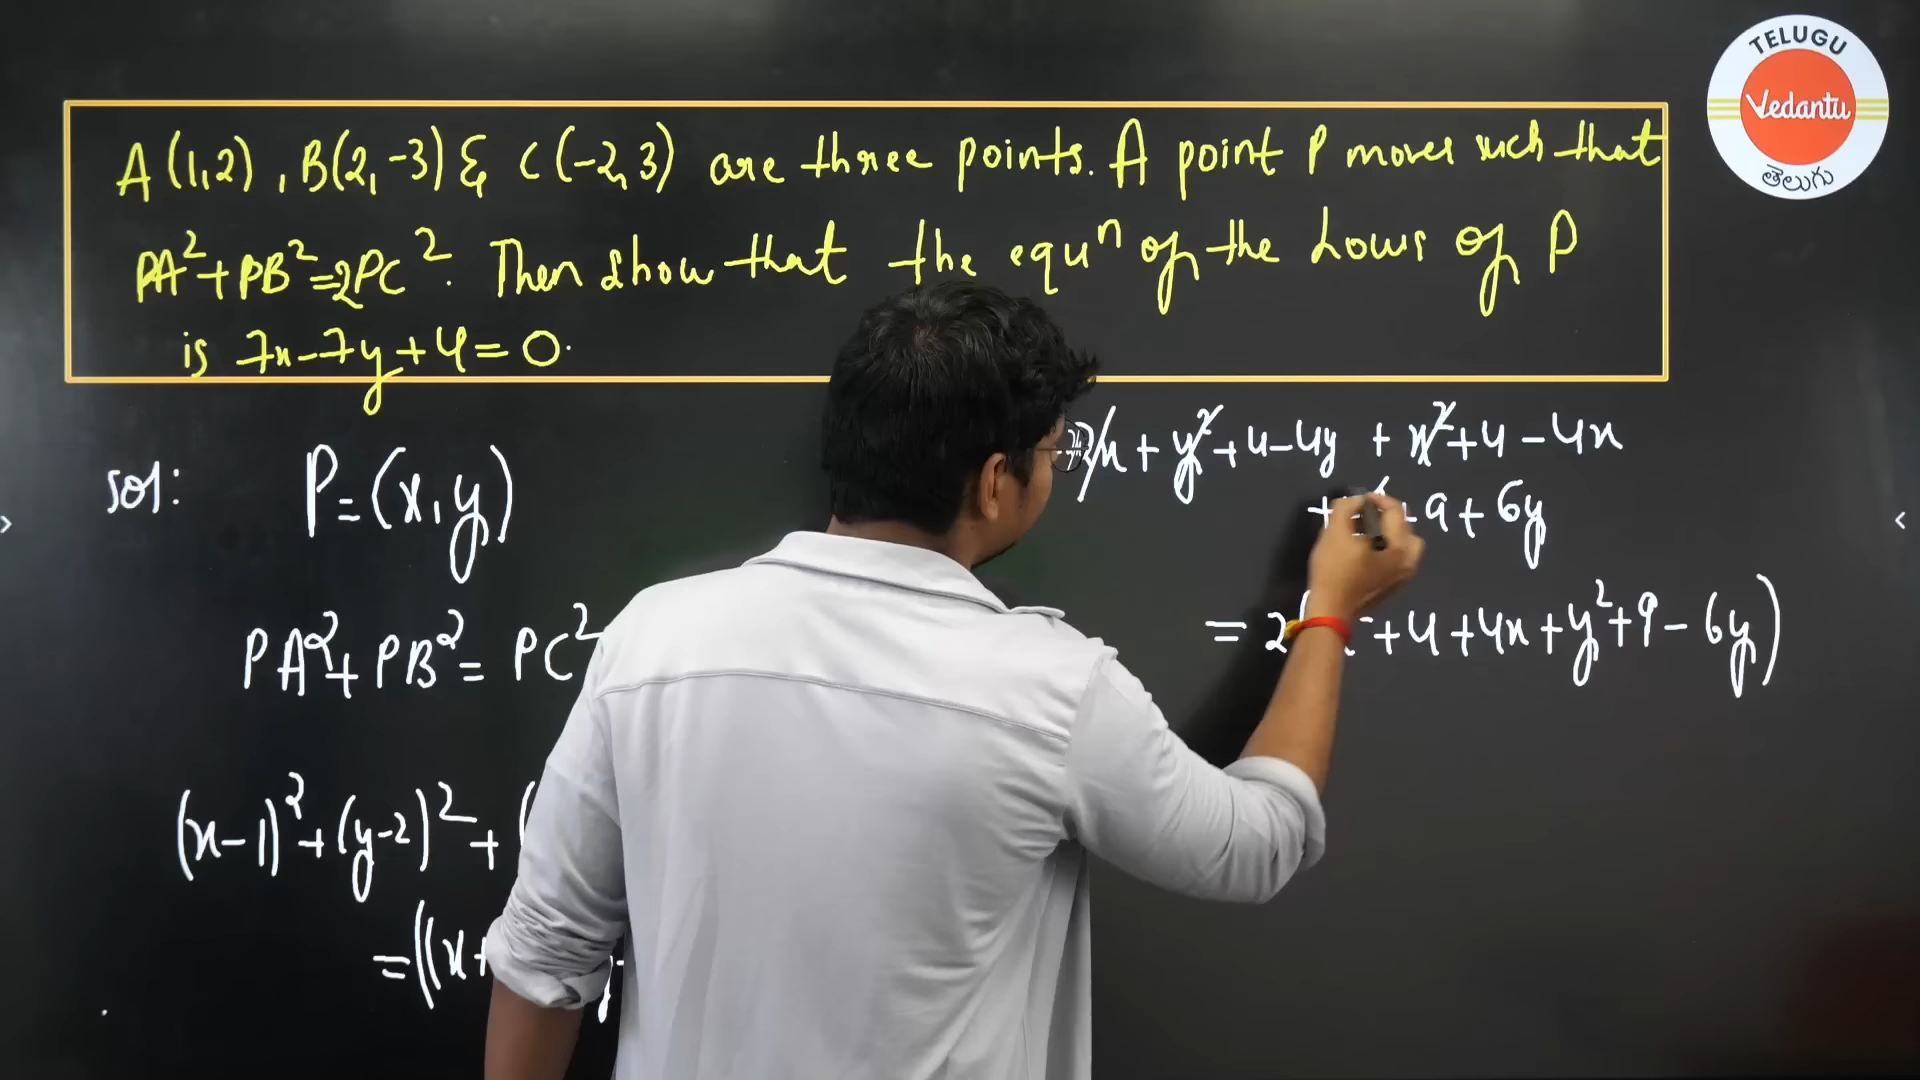 TELUGU
Vedantu
తెలుగు
A(1,2), B(2,-3) & C(-2,3) are three points. A point P moves such that
PA²+PB²=2PC². Then show that the equⁿ of the Locus of P
is 7x-7y+4=0.
Sol: P=(x,y)
PA²+PB²= PC²
(x-1)²+(y-2)²+(
=((x+
x+y²+4-4y+x²+4-4x
+9+6y
=2(+4+4x+y²+9-6y)